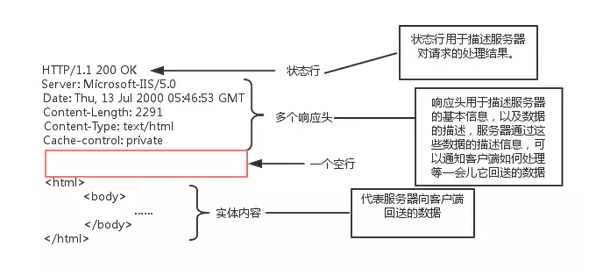 HTTP/1.1 200 OK
Server: Microsoft-IIS/5.0
Date: Thu, 13 Jul 2000 05:46:53 GMT
Content-Length: 2291
Content-Type: text/html
Cache-control: private
<html>
<body>
......
</body>
</html>
状态行
多个响应头
一个空行
实体内容
状态行用于描述服务器
对请求的处理结果。
响应头用于描述服务器
的基本信息，以及数据
的描述，服务器通过这
些数据的描述信息，可
以通知客户端如何处理
等一会儿它回送的数据
代表服务器向客户端
回送的数据